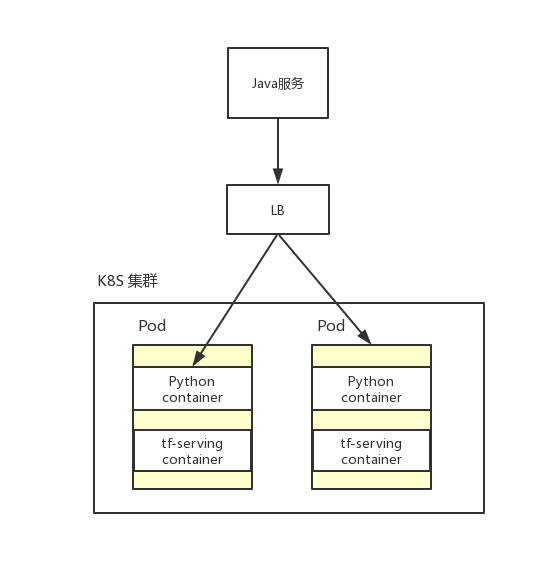 Java服务
LB
K8S 集群
Pod
Pod
Python
container
Python
container
tf-serving
container
tf-serving
container